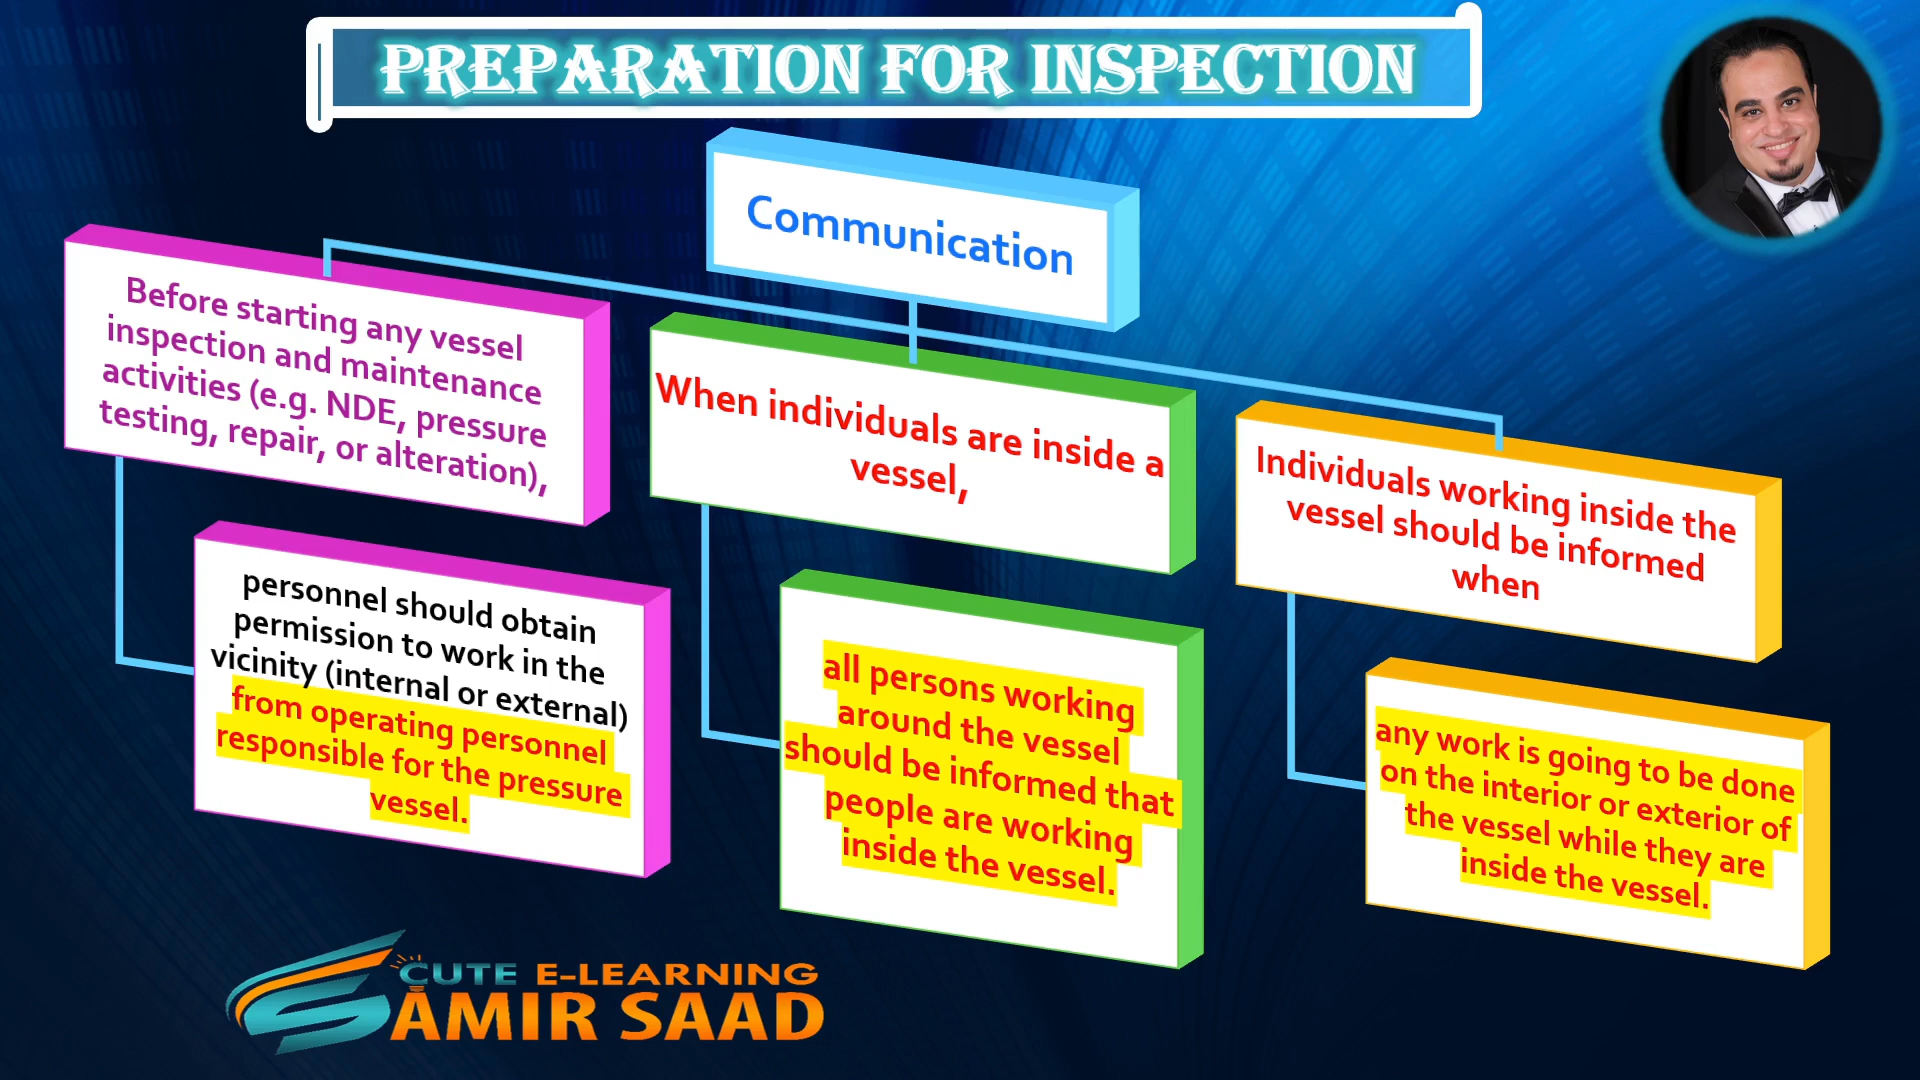 PREPARATION FOR INSPECTION
Communication
Before starting any vessel
inspection and maintenance
activities (e.g. NDE, pressure
testing, repair, or alteration),
personnel should obtain
permission to work in the
vicinity (internal or external)
from operating personnel
responsible for the pressure
vessel.
When individuals are inside a
vessel,
all persons working
around the vessel
should be informed that
people are working
inside the vessel.
Individuals working inside the
vessel should be informed
when
any work is going to be done
on the interior or exterior of
the vessel while they are
inside the vessel.
CUTE E-LEARNING
AMIR SAAD